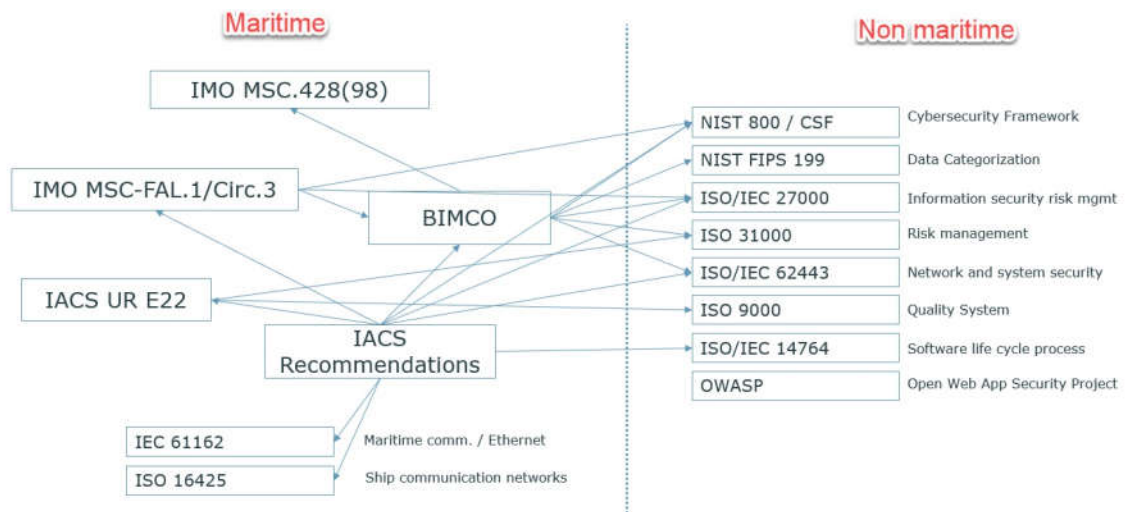 Maritime
Non maritime
IMO MSC.428(98)
NIST 800 / CSF
Cybersecurity Framework
NIST FIPS 199
Data Categorization
IMO MSC-FAL.1/Circ.3
BIMCO
ISO/IEC 27000
Information security risk mgmt
ISO 31000
Risk management
ISO/IEC 62443
Network and system security
IACS UR E22
ISO 9000
Quality System
IACS
Recommendations
ISO/IEC 14764
Software life cycle process
OWASP
Open Web App Security Project
IEC 61162
Maritime comm. / Ethernet
ISO 16425
Ship communication networks